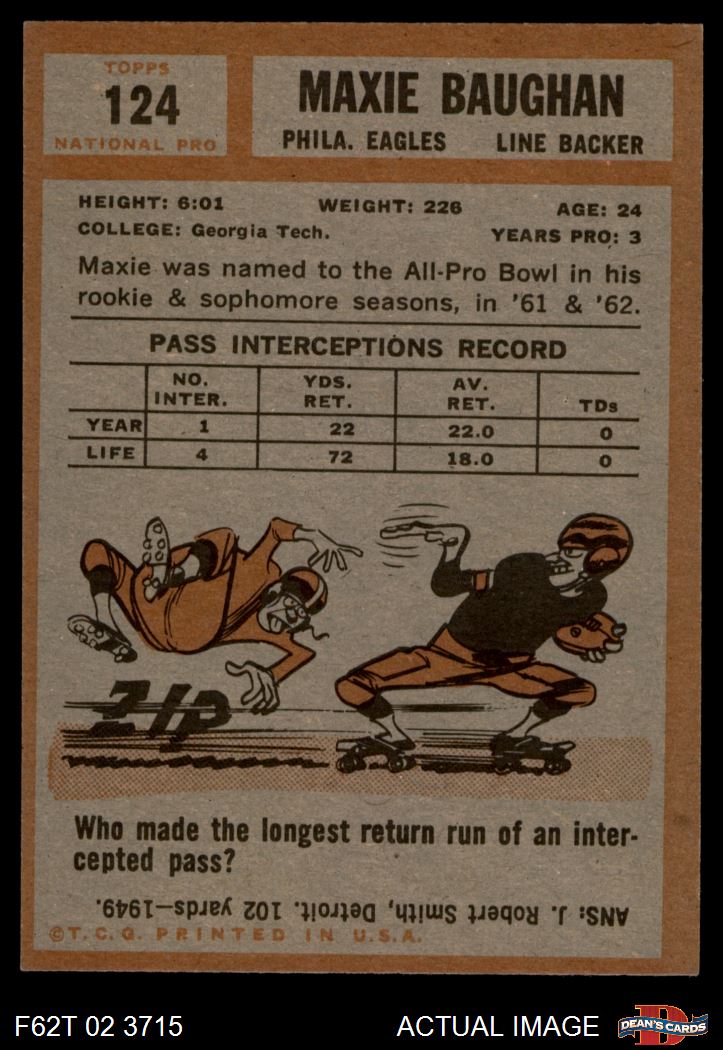 TOPPS
124
NATIONAL PRO
MAXIE BAUGHAN
PHILA. EAGLES LINE BACKER
HEIGHT: 6:01 WEIGHT: 226 AGE: 24
COLLEGE: Georgia Tech. YEARS PRO: 3
Maxie was named to the All-Pro Bowl in his
rookie & sophomore seasons, in '61 & '62.
PASS INTERCEPTIONS RECORD
NO. INTER. YDS. RET. AV. RET. TDs
YEAR 1 22 22.0 0
LIFE 4 72 18.0 0
ZIP
Who made the longest return run of an inter-
cepted pass?
ANS: J. Robert Smith, Detroit. 102 yards—1949.
©T.C.G. PRINTED IN U.S.A.
F62T 02 3715 ACTUAL IMAGE D DEAN'S CARDS